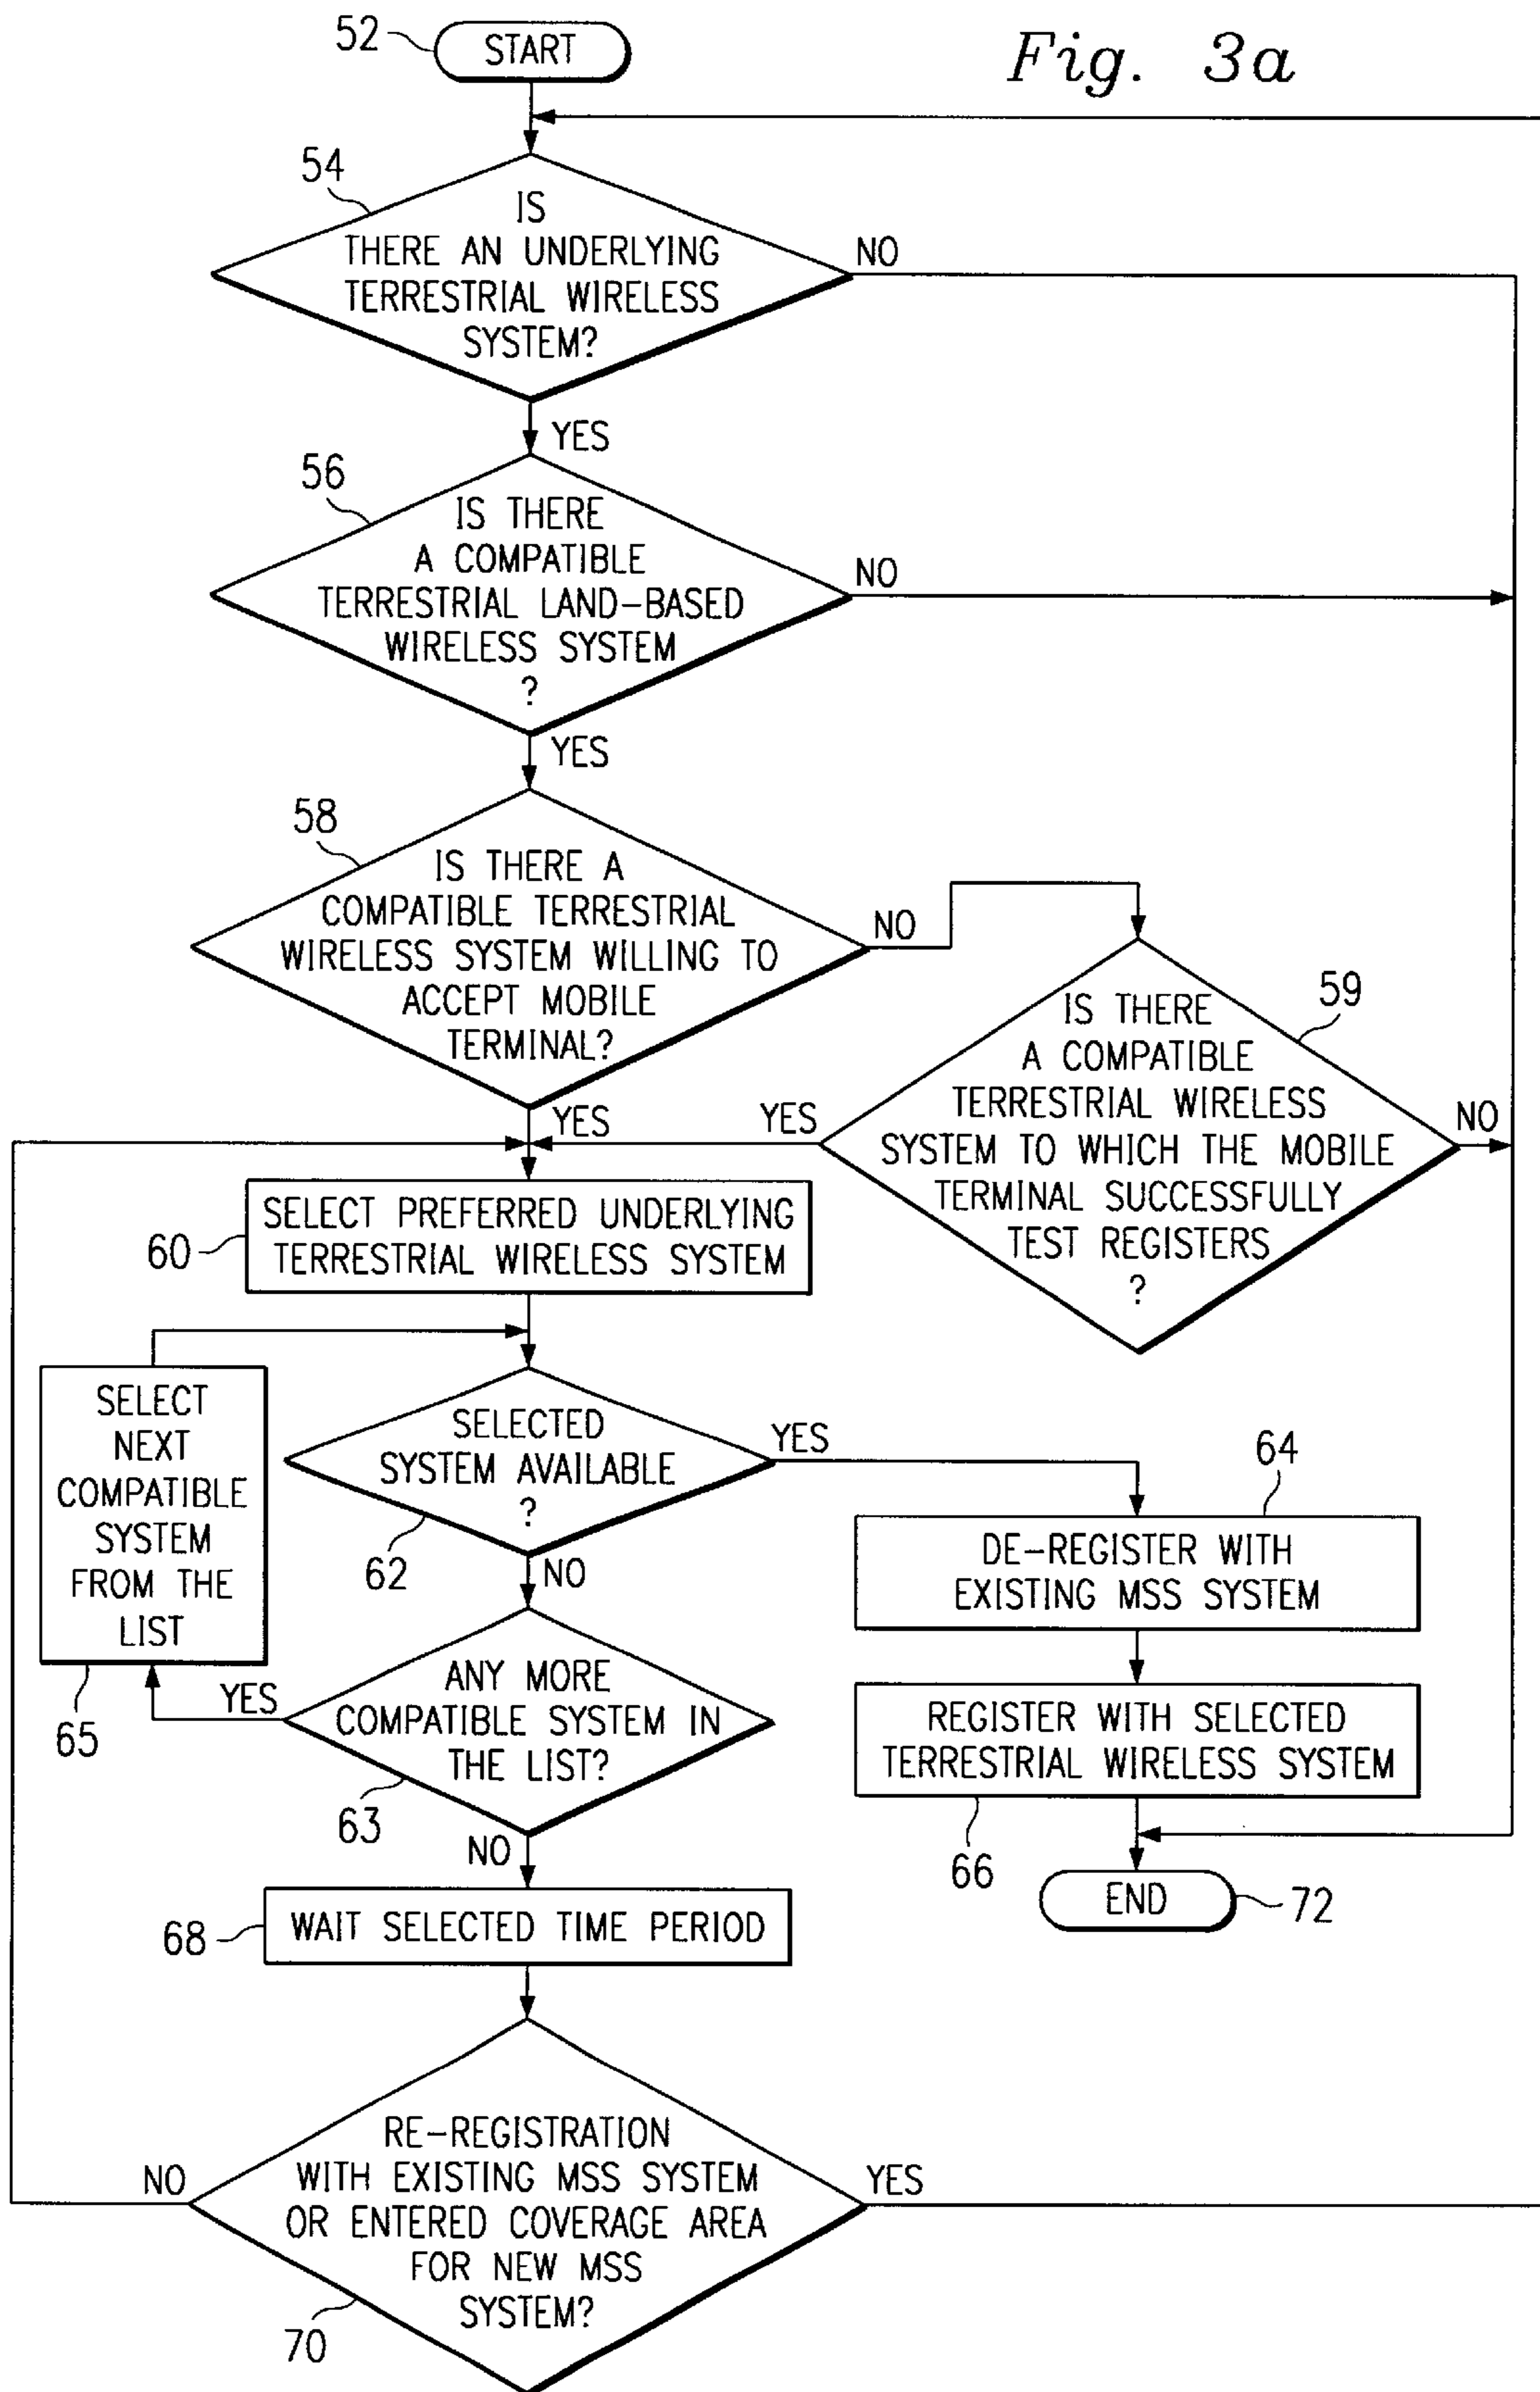 52
START
Fig. 3a
54
IS
THERE AN UNDERLYING
TERRESTRIAL WIRELESS
SYSTEM?
NO
YES
56
IS THERE
A COMPATIBLE
TERRESTRIAL LAND-BASED
WIRELESS SYSTEM
?
NO
YES
58
IS THERE A
COMPATIBLE TERRESTRIAL
WIRELESS SYSTEM WILLING TO
ACCEPT MOBILE
TERMINAL?
NO
YES
59
IS THERE
A COMPATIBLE
TERRESTRIAL WIRELESS
SYSTEM TO WHICH THE MOBILE
TERMINAL SUCCESSFULLY
TEST REGISTERS
?
YES
NO
60
SELECT PREFERRED UNDERLYING
TERRESTRIAL WIRELESS SYSTEM
SELECT
NEXT
COMPATIBLE
SYSTEM
FROM THE
LIST
65
SELECTED
SYSTEM AVAILABLE
?
62
YES
NO
64
DE-REGISTER WITH
EXISTING MSS SYSTEM
ANY MORE
COMPATIBLE SYSTEM IN
THE LIST?
63
YES
NO
REGISTER WITH SELECTED
TERRESTRIAL WIRELESS SYSTEM
66
END
72
68
WAIT SELECTED TIME PERIOD
RE-REGISTRATION
WITH EXISTING MSS SYSTEM
OR ENTERED COVERAGE AREA
FOR NEW MSS
SYSTEM?
NO
YES
70